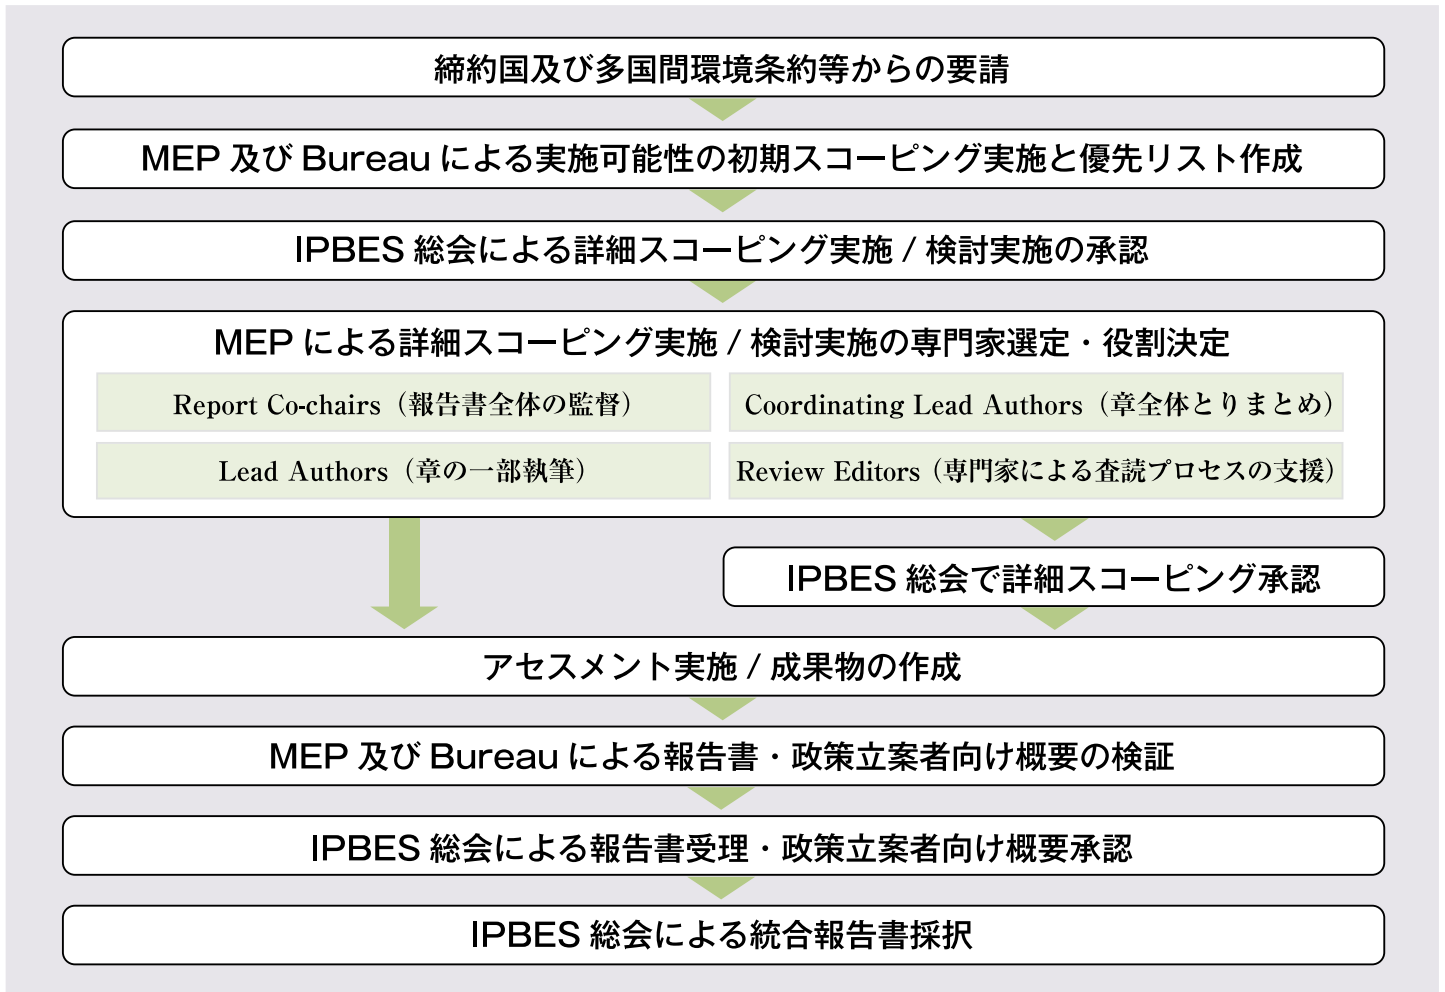 締約国及び多国間環境条約等からの要請
MEP 及び Bureau による実施可能性の初期スコーピング実施と優先リスト作成
IPBES 総会による詳細スコーピング実施 / 検討実施の承認
MEP による詳細スコーピング実施 / 検討実施の専門家選定・役割決定
Report Co-chairs（報告書全体の監督）
Coordinating Lead Authors（章全体とりまとめ）
Lead Authors（章の一部執筆）
Review Editors（専門家による査読プロセスの支援）
IPBES 総会で詳細スコーピング承認
アセスメント実施 / 成果物の作成
MEP 及び Bureau による報告書・政策立案者向け概要の検証
IPBES 総会による報告書受理・政策立案者向け概要承認
IPBES 総会による統合報告書採択